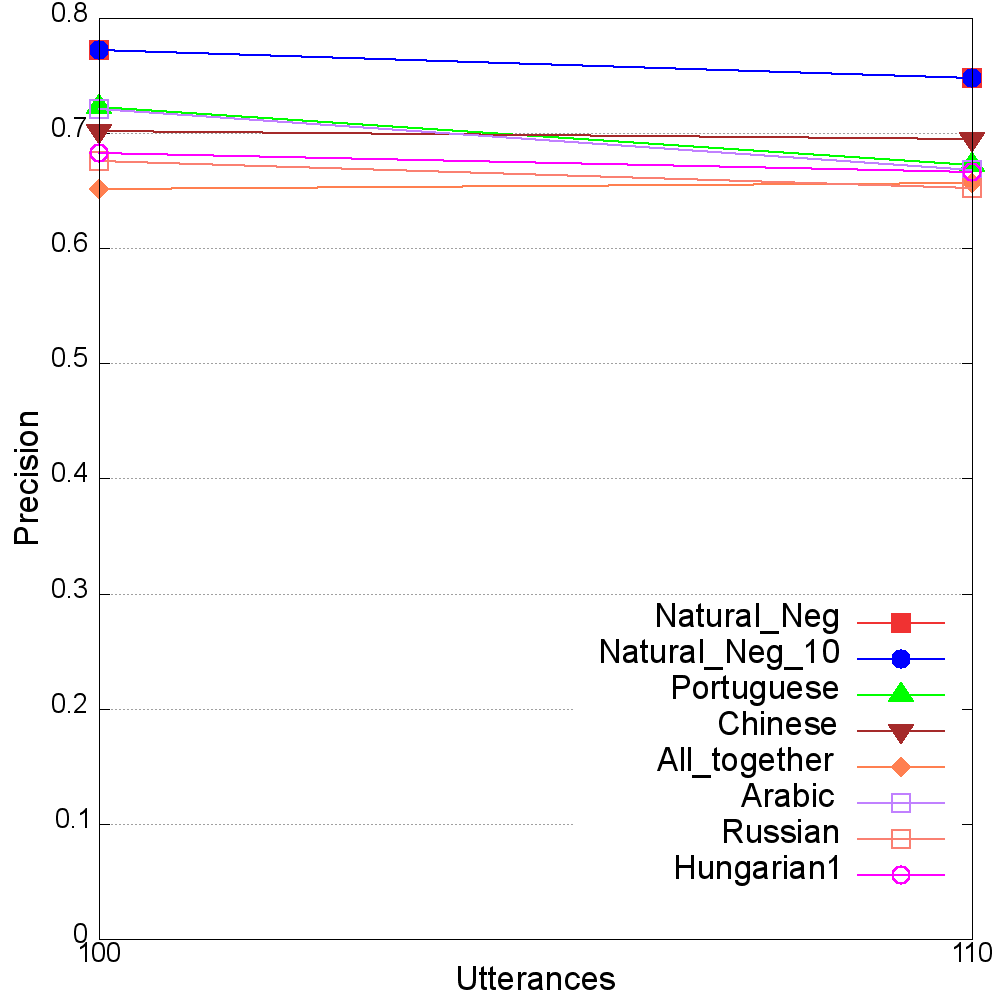 0.8
0.7
0.6
0.5
0.4
0.3
0.2
0.1
0
Precision
Natural_Neg
Natural_Neg_10
Portuguese
Chinese
All_together
Arabic
Russian
Hungarian1
100 110
Utterances